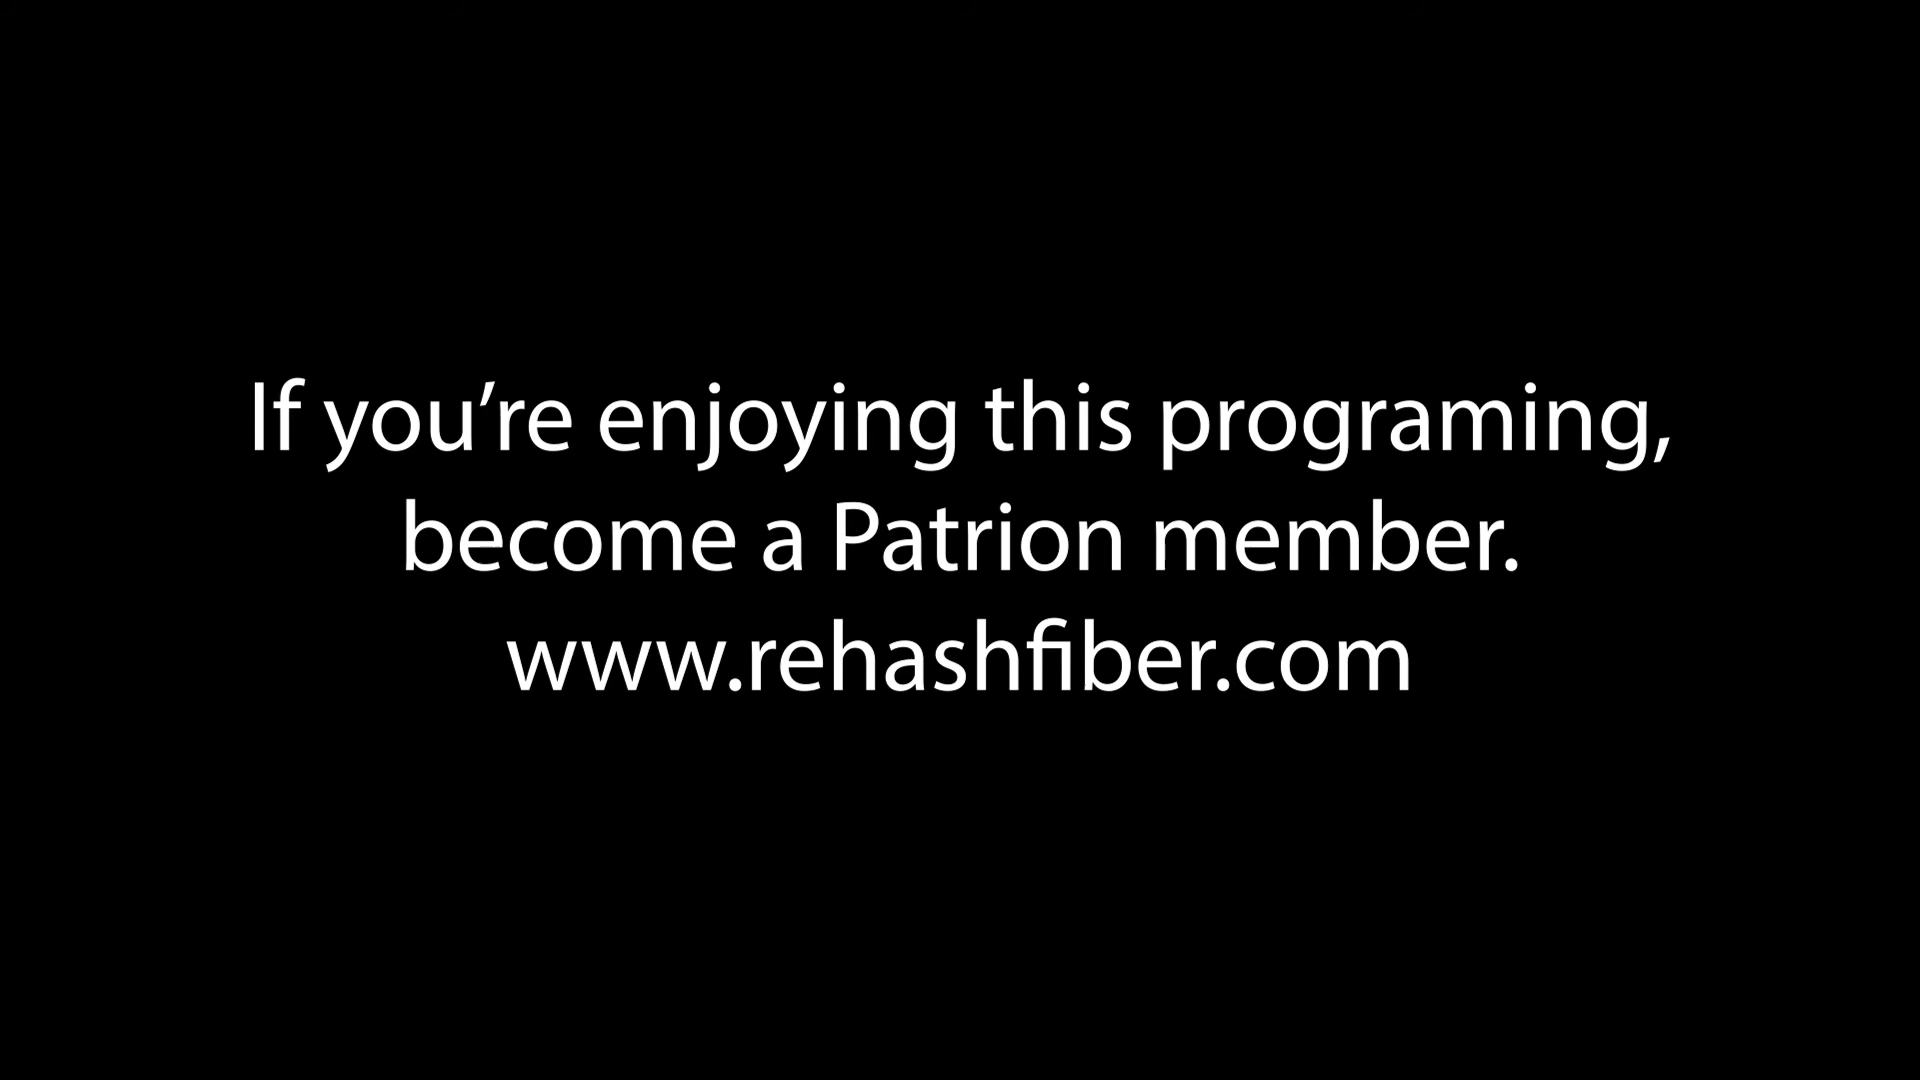 If you’re enjoying this programing,
become a Patrion member.
www.rehashfiber.com